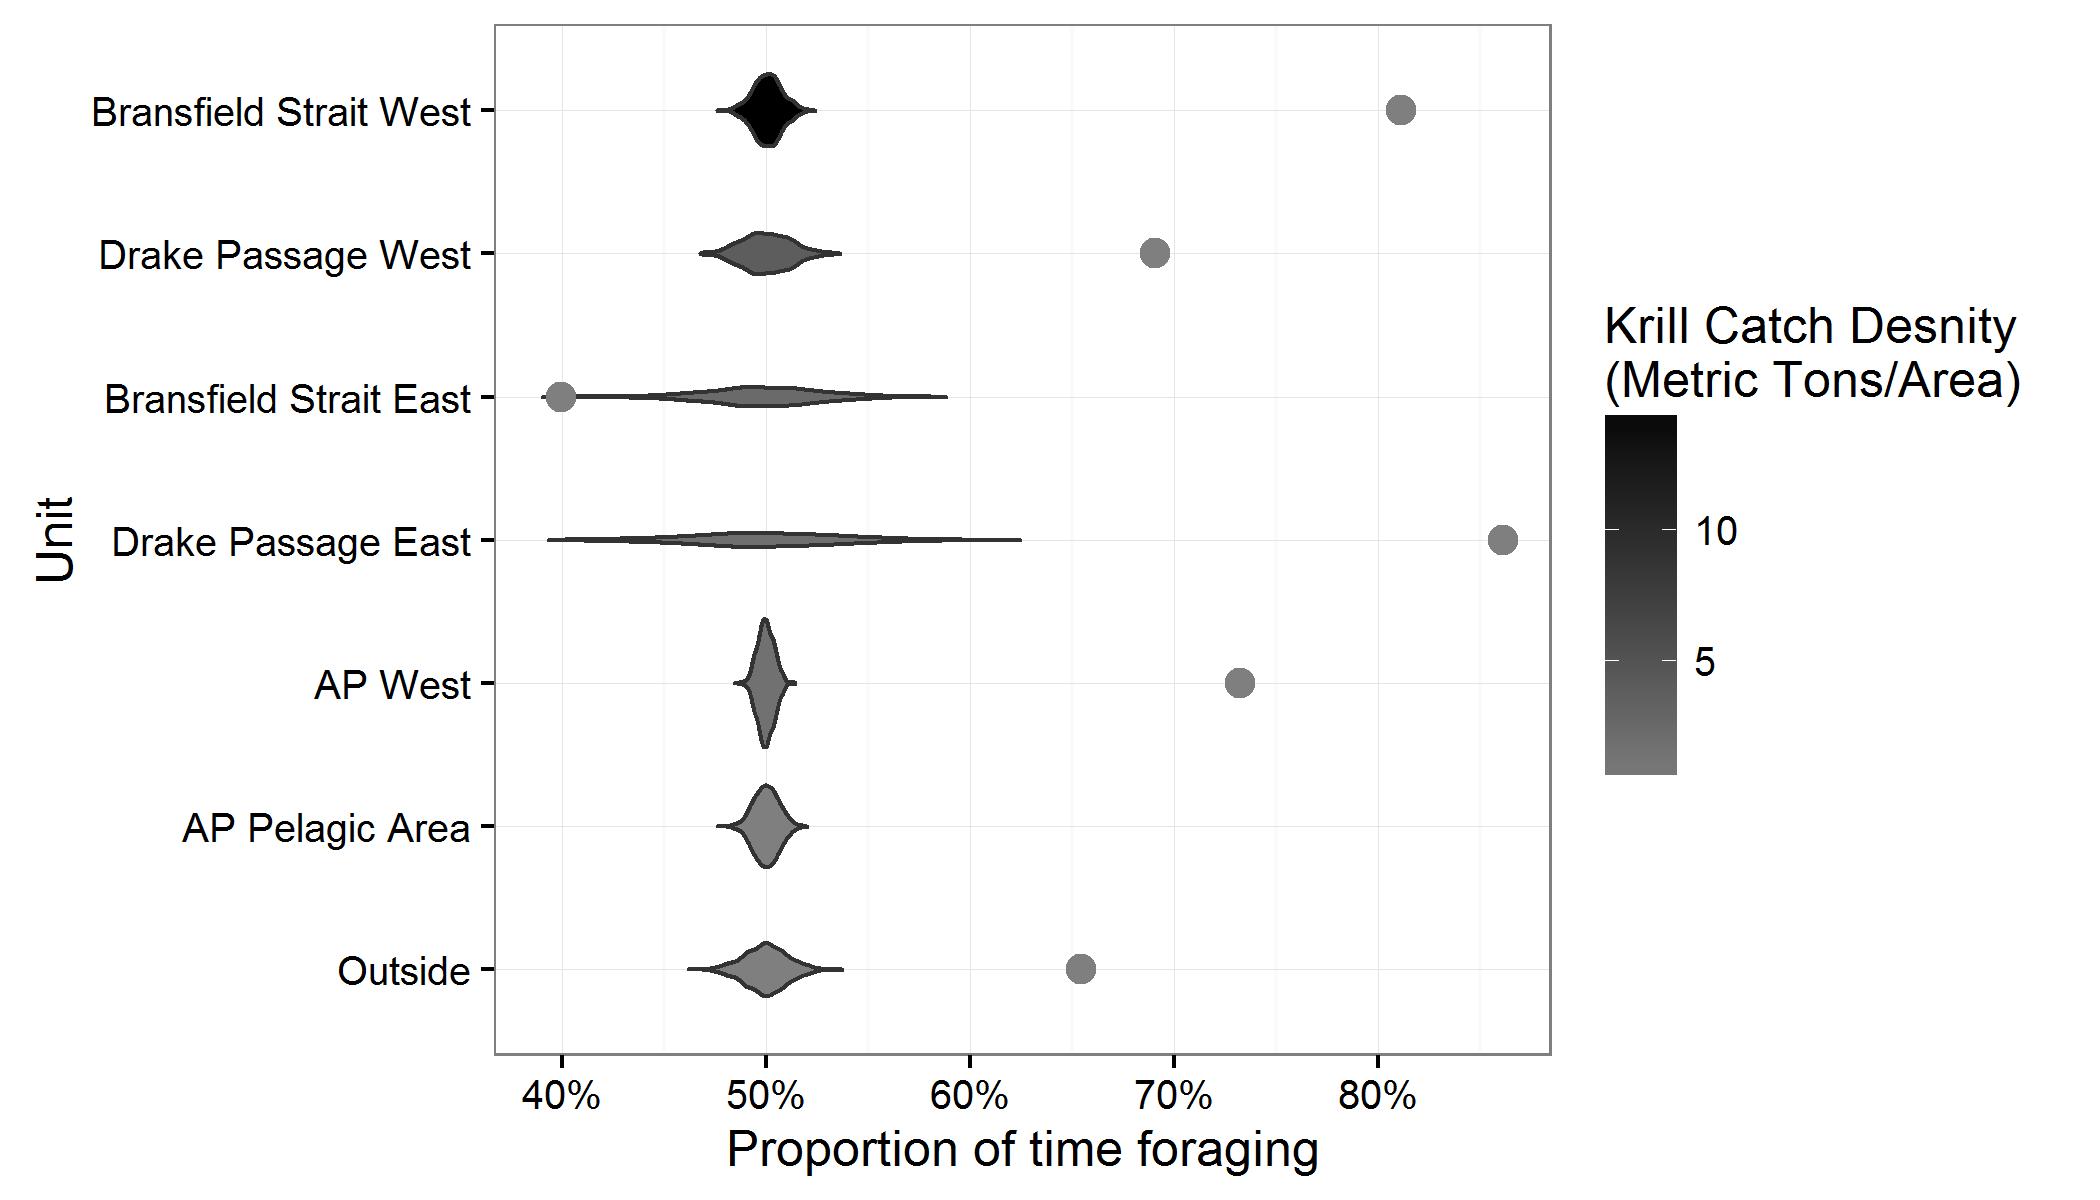 Bransfield Strait West
Drake Passage West
Bransfield Strait East
Drake Passage East
AP West
AP Pelagic Area
Outside
Unit
40% 50% 60% 70% 80%
Proportion of time foraging
Krill Catch Desnity
(Metric Tons/Area)
10
5